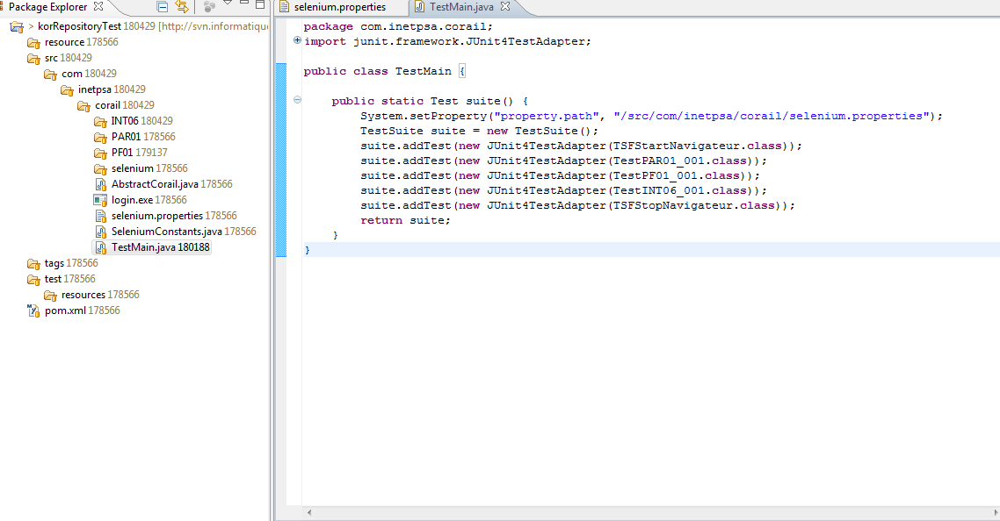 Package Explorer
> korRepositoryTest 180429 [http://svn.informatique
resource 178566
src 180429
com 180429
inetpsa 180429
corail 180429
INT06 180429
PAR01 178566
PF01 179137
selenium 178566
AbstractCorail.java 178566
login.exe 178566
selenium.properties 178566
SeleniumConstants.java 178566
TestMain.java 180188
tags 178566
test 178566
resources 178566
pom.xml 178566
selenium.properties TestMain.java
package com.inetpsa.corail;
import junit.framework.JUnit4TestAdapter;
public class TestMain {
public static Test suite() {
System.setProperty("property.path", "/src/com/inetpsa/corail/selenium.properties");
TestSuite suite = new TestSuite();
suite.addTest(new JUnit4TestAdapter(TSFStartNavigateur.class));
suite.addTest(new JUnit4TestAdapter(TestPAR01_001.class));
suite.addTest(new JUnit4TestAdapter(TestPF01_001.class));
suite.addTest(new JUnit4TestAdapter(TestINT06_001.class));
suite.addTest(new JUnit4TestAdapter(TSFStopNavigateur.class));
return suite;
}
}